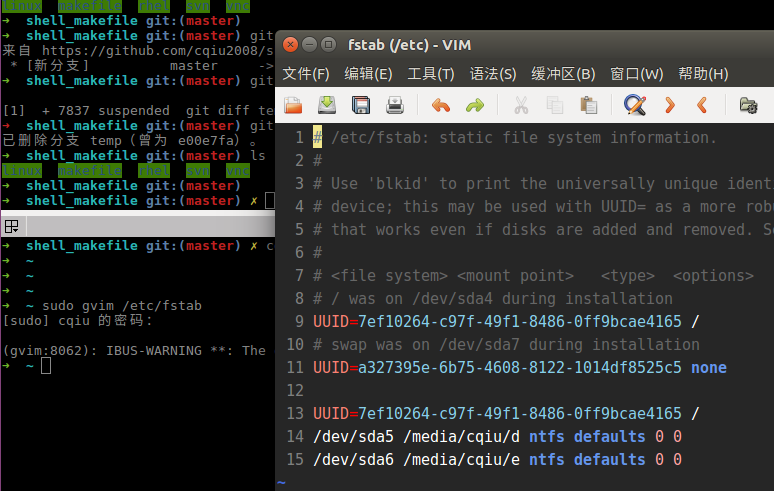 linux makefile rhel svn vnc
➜ shell_makefile git:(master)
➜ shell_makefile git:(master) git
来自 https://github.com/cqiu2008/s
* [新分支] master ->
➜ shell_makefile git:(master) git
[1] + 7837 suspended git diff te
➜ shell_makefile git:(master) git
已删除分支 temp（曾为 e00e7fa）。
➜ shell_makefile git:(master) ls
linux makefile rhel svn vnc
➜ shell_makefile git:(master)
➜ shell_makefile git:(master) ✗
➜ shell_makefile git:(master) ✗ c
➜ ~
➜ ~
➜ ~
➜ ~ sudo gvim /etc/fstab
[sudo] cqiu 的密码：
(gvim:8062): IBUS-WARNING **: The
➜ ~
fstab (/etc) - VIM
文件(F) 编辑(E) 工具(T) 语法(S) 缓冲区(B) 窗口(W) 帮助(H)
1 # /etc/fstab: static file system information.
2 #
3 # Use 'blkid' to print the universally unique identi
4 # device; this may be used with UUID= as a more rob
5 # that works even if disks are added and removed. S
6 #
7 # <file system> <mount point> <type> <options>
8 # / was on /dev/sda4 during installation
9 UUID=7ef10264-c97f-49f1-8486-0ff9bcae4165 /
10 # swap was on /dev/sda7 during installation
11 UUID=a327395e-6b75-4608-8122-1014df8525c5 none
12
13 UUID=7ef10264-c97f-49f1-8486-0ff9bcae4165 /
14 /dev/sda5 /media/cqiu/d ntfs defaults 0 0
15 /dev/sda6 /media/cqiu/e ntfs defaults 0 0
~